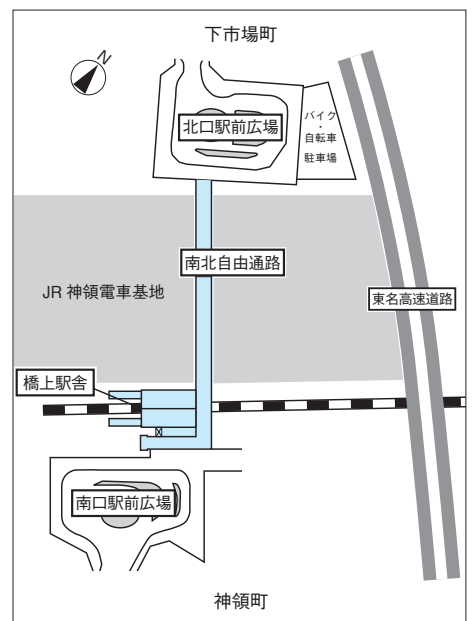 下市場町
N
北口駅前広場
バイク
・
自転車
駐車場
南北自由通路
JR 神領電車基地
東名高速道路
橋上駅舎
南口駅前広場
神領町